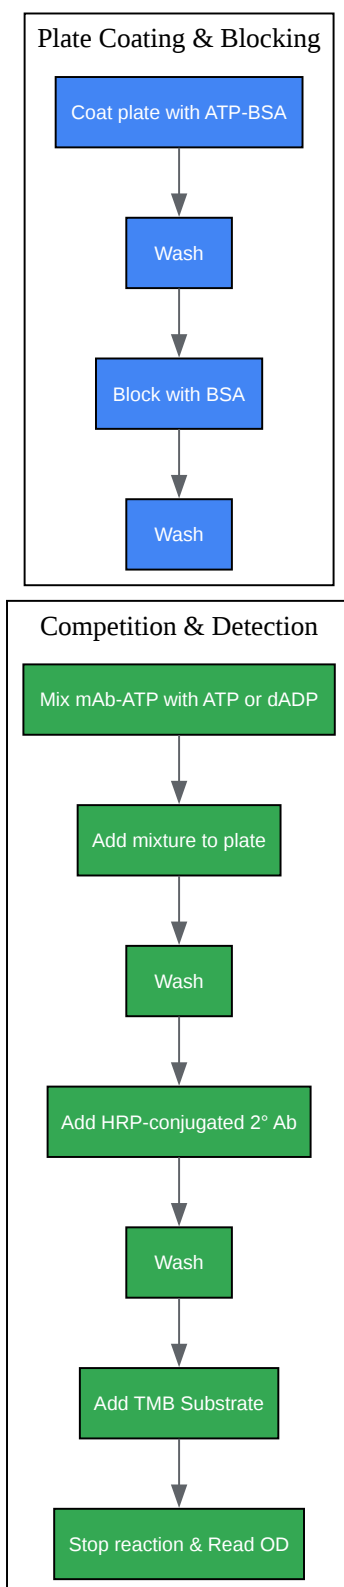 Plate Coating & Blocking
Coat plate with ATP-BSA
Wash
Block with BSA
Wash
Competition & Detection
Mix mAb-ATP with ATP or dADP
Add mixture to plate
Wash
Add HRP-conjugated 2° Ab
Wash
Add TMB Substrate
Stop reaction & Read OD